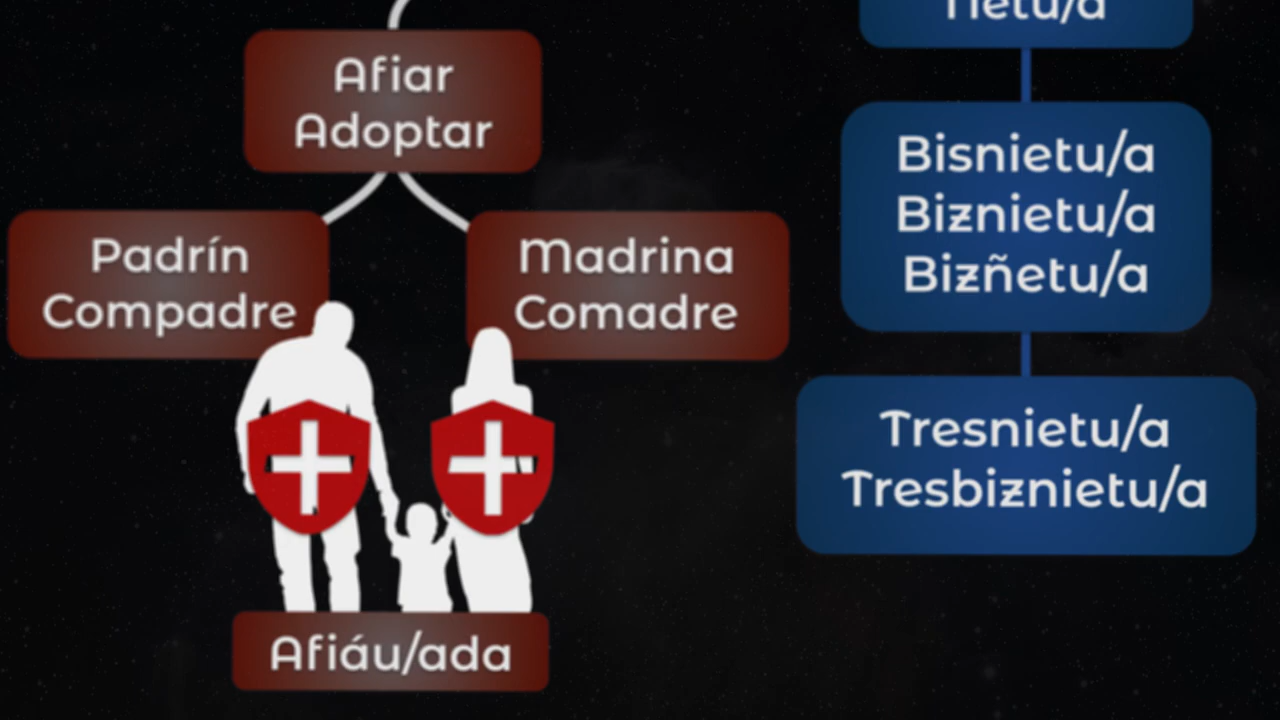 Afiar
Adoptar
Padrín
Compadre
Madrina
Comadre
Afiáu/ada
Bisnietu/a
Biznietu/a
Bizñetu/a
Tresnietu/a
Tresbiznietu/a